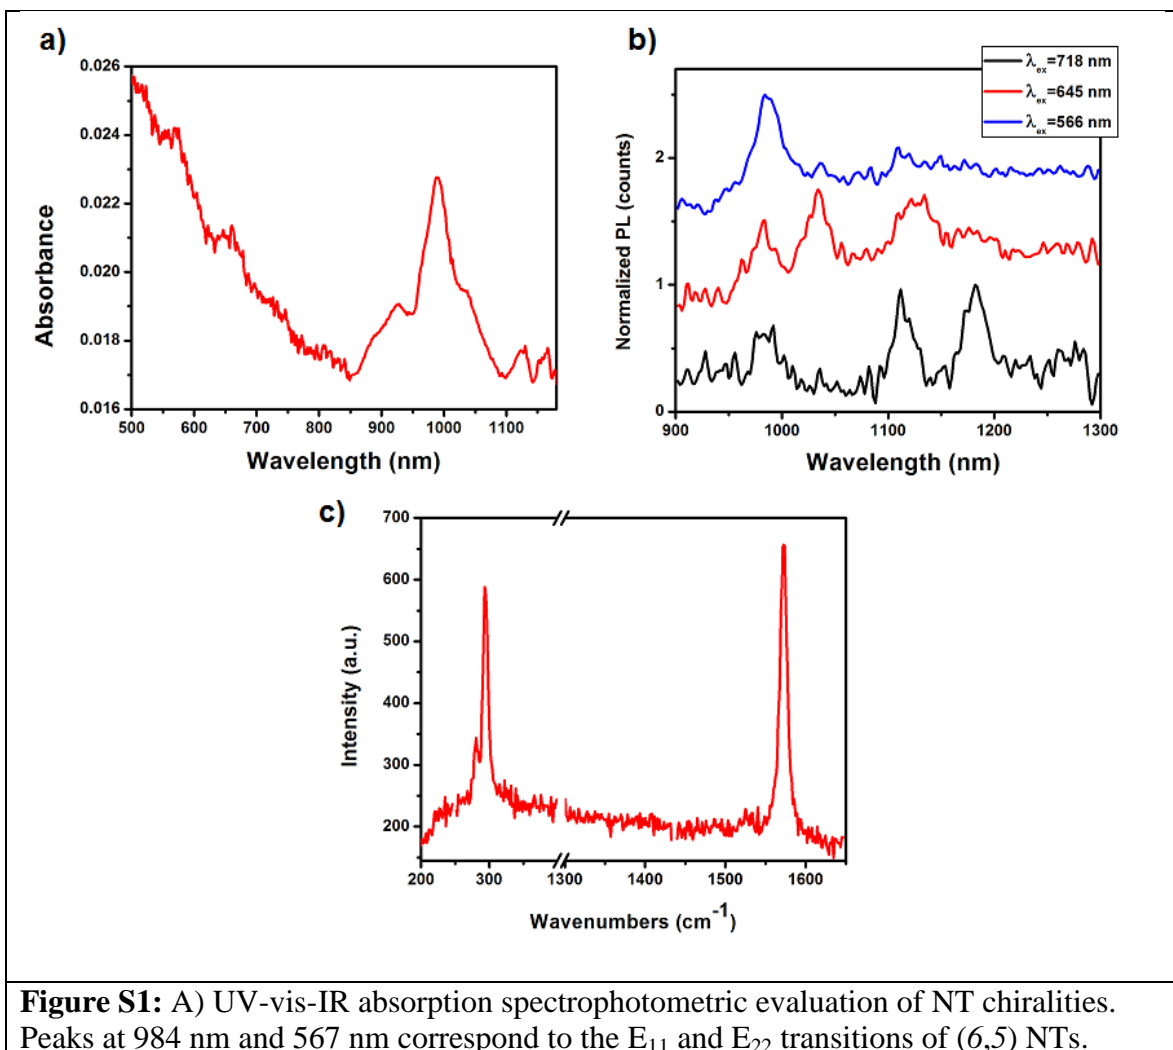 a)
0.026
0.024
0.022
0.020
0.018
0.016
Absorbance
500 600 700 800 900 1000 1100
Wavelength (nm)
b)
λex=718 nm
λex=645 nm
λex=566 nm
2
1
0
Normalized PL (counts)
900 1000 1100 1200 1300
Wavelength (nm)
c)
700
600
500
400
300
200
Intensity (a.u.)
200 300 1300 1400 1500 1600
Wavenumbers (cm⁻¹)
Figure S1: A) UV-vis-IR absorption spectrophotometric evaluation of NT chiralities.
Peaks at 984 nm and 567 nm correspond to the E₁₁ and E₂₂ transitions of (6,5) NTs.